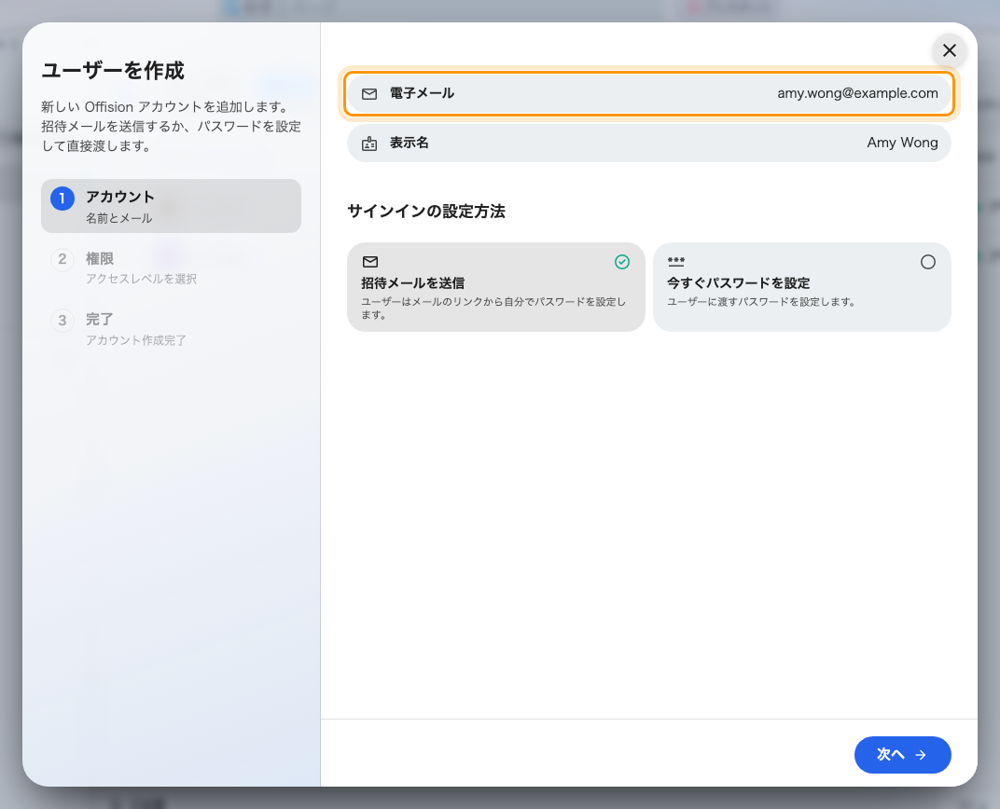 ユーザーを作成
新しい Offision アカウントを追加します。
招待メールを送信するか、パスワードを設定
して直接渡します。
1 アカウント
名前とメール
2 権限
アクセスレベルを選択
3 完了
アカウント作成完了
電子メール amy.wong@example.com
表示名 Amy Wong
サインインの設定方法
招待メールを送信
ユーザーはメールのリンクから自分でパスワードを設定し
ます。
***
今すぐパスワードを設定
ユーザーに渡すパスワードを設定します。
次へ →